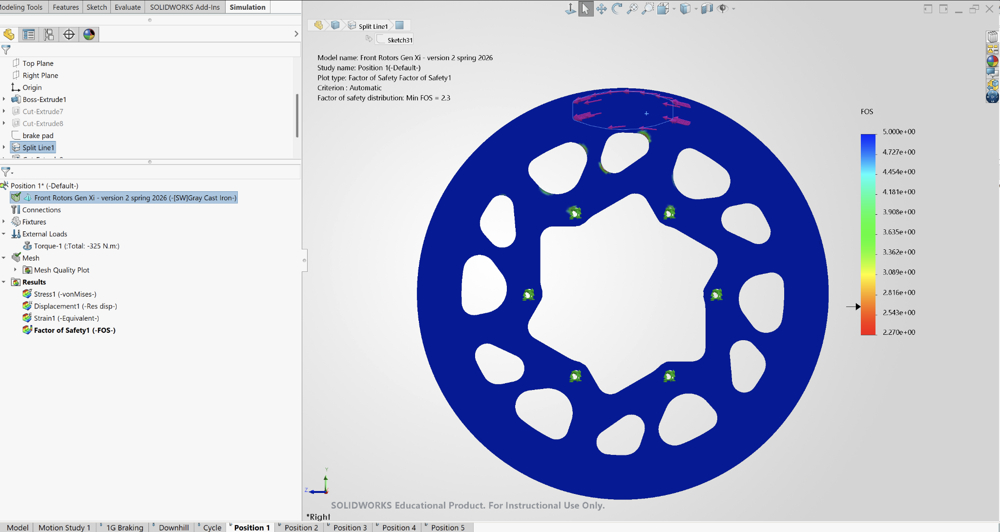 Modeling Tools
Features
Sketch
Evaluate
SOLIDWORKS Add-Ins
Simulation
Top Plane
Right Plane
Origin
Boss-Extrude1
Cut-Extrude7
Cut-Extrude8
brake pad
Split Line1
Position 1* (-Default-)
Front Rotors Gen Xi - version 2 spring 2026 (-[SW]Gray Cast Iron-)
Connections
Fixtures
External Loads
Torque-1 (:Total: -325 N.m:)
Mesh
Mesh Quality Plot
Results
Stress1 (-vonMises-)
Displacement1 (-Res disp-)
Strain1 (-Equivalent-)
Factor of Safety1 (-FOS-)
Split Line1
Sketch31
Model name: Front Rotors Gen Xi - version 2 spring 2026
Study name: Position 1(-Default-)
Plot type: Factor of Safety Factor of Safety1
Criterion : Automatic
Factor of safety distribution: Min FOS = 2.3
FOS
5.000e+00
4.727e+00
4.454e+00
4.181e+00
3.908e+00
3.635e+00
3.362e+00
3.089e+00
2.816e+00
2.543e+00
2.270e+00
Y
Z
SOLIDWORKS Educational Product. For Instructional Use Only.
*Right
Model
Motion Study 1
1G Braking
Downhill
Cycle
Position 1
Position 2
Position 3
Position 4
Position 5